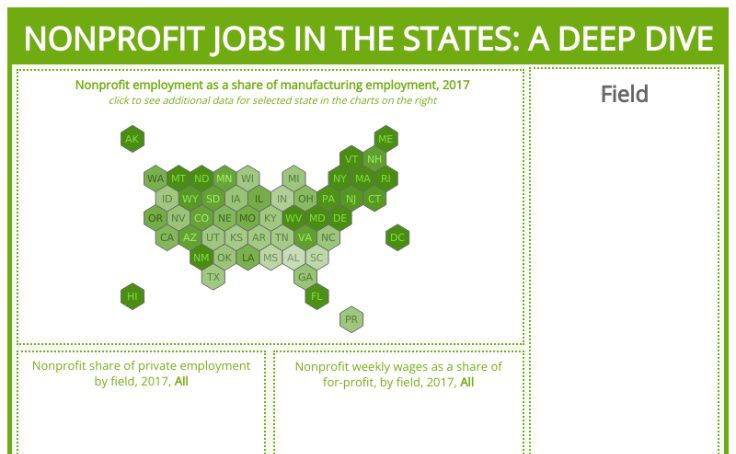 NONPROFIT JOBS IN THE STATES: A DEEP DIVE
Nonprofit employment as a share of manufacturing employment, 2017
click to see additional data for selected state in the charts on the right
Field
AK ME
VT NH
WA MT ND MN WI MI NY MA RI
ID WY SD IA IL IN OH PA NJ CT
OR NV CO NE MO KY WV MD DE
CA AZ UT KS AR TN VA NC DC
NM OK LA MS AL SC
TX GA
HI FL
PR
Nonprofit share of private employment
by field, 2017, All
Nonprofit weekly wages as a share of
for-profit, by field, 2017, All